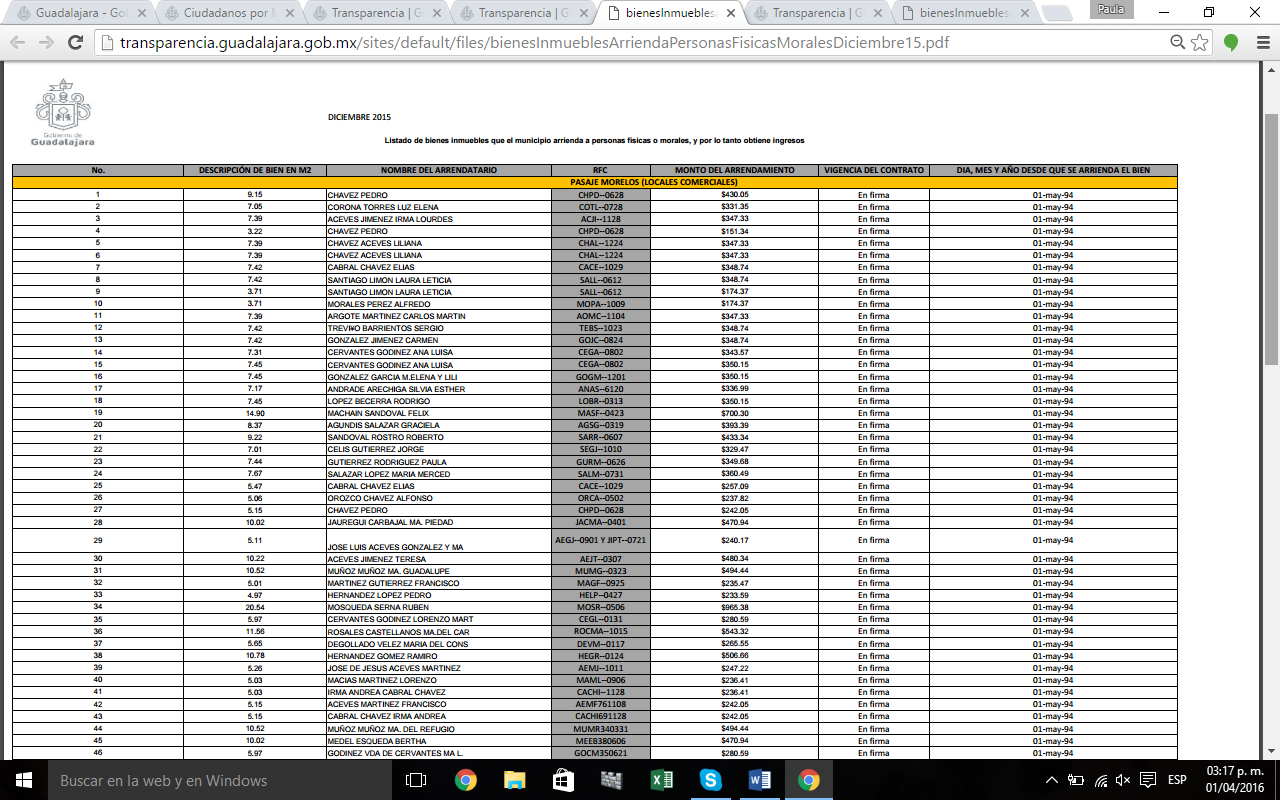 Guadalajara - Gob
Ciudadanos por M
Transparencia | G
Transparencia | G
bienesInmuebles
Transparencia | G
bienesInmuebles
Paula
transparencia.guadalajara.gob.mx/sites/default/files/bienesInmueblesArriendaPersonasFisicasMoralesDiciembre15.pdf
Gobierno de
Guadalajara
DICIEMBRE 2015
Listado de bienes inmuebles que el municipio arrienda a personas fisicas o morales, y por lo tanto obtiene ingresos
No. DESCRIPCIÓN DE BIEN EN M2 NOMBRE DEL ARRENDATARIO RFC MONTO DEL ARRENDAMIENTO VIGENCIA DEL CONTRATO DIA, MES Y AÑO DESDE QUE SE ARRIENDA EL BIEN
PASAJE MORELOS (LOCALES COMERCIALES)
1 9.15 CHAVEZ PEDRO CHPD--0628 $430.05 En firma 01-may-94
2 7.05 CORONA TORRES LUZ ELENA COTL--0728 $331.35 En firma 01-may-94
3 7.39 ACEVES JIMENEZ IRMA LOURDES ACJI--1128 $347.33 En firma 01-may-94
4 3.22 CHAVEZ PEDRO CHPD--0628 $151.34 En firma 01-may-94
5 7.39 CHAVEZ ACEVES LILIANA CHAL--1224 $347.33 En firma 01-may-94
6 7.39 CHAVEZ ACEVES LILIANA CHAL--1224 $347.33 En firma 01-may-94
7 7.42 CABRAL CHAVEZ ELIAS CACE--1029 $348.74 En firma 01-may-94
8 7.42 SANTIAGO LIMON LAURA LETICIA SALL--0612 $348.74 En firma 01-may-94
9 3.71 SANTIAGO LIMON LAURA LETICIA SALL--0612 $174.37 En firma 01-may-94
10 3.71 MORALES PEREZ ALFREDO MOPA--1009 $174.37 En firma 01-may-94
11 7.39 ARGOTE MARTINEZ CARLOS MARTIN AOMC--1104 $347.33 En firma 01-may-94
12 7.42 TREVIÑO BARRIENTOS SERGIO TEBS--1023 $348.74 En firma 01-may-94
13 7.42 GONZALEZ JIMENEZ CARMEN GOJC--0824 $348.74 En firma 01-may-94
14 7.31 CERVANTES GODINEZ ANA LUISA CEGA--0802 $343.57 En firma 01-may-94
15 7.45 CERVANTES GODINEZ ANA LUISA CEGA--0802 $350.15 En firma 01-may-94
16 7.45 GONZALEZ GARCIA M.ELENA Y LILI GOGM--1201 $350.15 En firma 01-may-94
17 7.17 ANDRADE ARECHIGA SILVIA ESTHER ANAS--6120 $336.99 En firma 01-may-94
18 7.45 LOPEZ BECERRA RODRIGO LOBR--0313 $350.15 En firma 01-may-94
19 14.90 MACHAIN SANDOVAL FELIX MASF--0423 $700.30 En firma 01-may-94
20 8.37 AGUNDIS SALAZAR GRACIELA AGSG--0319 $393.39 En firma 01-may-94
21 9.22 SANDOVAL ROSTRO ROBERTO SARR--0607 $433.34 En firma 01-may-94
22 7.01 CELIS GUTIERREZ JORGE SEGJ--1010 $329.47 En firma 01-may-94
23 7.44 GUTIERREZ RODRIGUEZ PAULA GURM--0626 $349.68 En firma 01-may-94
24 7.67 SALAZAR LOPEZ MARIA MERCED SALM--0731 $360.49 En firma 01-may-94
25 5.47 CABRAL CHAVEZ ELIAS CACE--1029 $257.09 En firma 01-may-94
26 5.06 OROZCO CHAVEZ ALFONSO ORCA--0502 $237.82 En firma 01-may-94
27 5.15 CHAVEZ PEDRO CHPD--0628 $242.05 En firma 01-may-94
28 10.02 JAUREGUI CARBAJAL MA. PIEDAD JACMA--0401 $470.94 En firma 01-may-94
29 5.11 JOSE LUIS ACEVES GONZALEZ Y MA AEGJ--0901 Y JIPT--0721 $240.17 En firma 01-may-94
30 10.22 ACEVES JIMENEZ TERESA AEJT--0307 $480.34 En firma 01-may-94
31 10.52 MUÑOZ MUÑOZ MA. GUADALUPE MUMG--0323 $494.44 En firma 01-may-94
32 5.01 MARTINEZ GUTIERREZ FRANCISCO MAGF--0925 $235.47 En firma 01-may-94
33 4.97 HERNANDEZ LOPEZ PEDRO HELP--0427 $233.59 En firma 01-may-94
34 20.54 MOSQUEDA SERNA RUBEN MOSR--0506 $965.38 En firma 01-may-94
35 5.97 CERVANTES GODINEZ LORENZO MART CEGL--0131 $280.59 En firma 01-may-94
36 11.56 ROSALES CASTELLANOS MA.DEL CAR ROCMA--1015 $543.32 En firma 01-may-94
37 5.65 DEGOLLADO VELEZ MARIA DEL CONS DEVM--0117 $265.55 En firma 01-may-94
38 10.78 HERNANDEZ GOMEZ RAMIRO HEGR--0124 $506.66 En firma 01-may-94
39 5.26 JOSE DE JESUS ACEVES MARTINEZ AEMJ--1011 $247.22 En firma 01-may-94
40 5.03 MACIAS MARTINEZ LORENZO MAML--0906 $236.41 En firma 01-may-94
41 5.03 IRMA ANDREA CABRAL CHAVEZ CACHI--1128 $236.41 En firma 01-may-94
42 5.15 ACEVES MARTINEZ FRANCISCO AEMF761108 $242.05 En firma 01-may-94
43 5.15 CABRAL CHAVEZ IRMA ANDREA CACHI691128 $242.05 En firma 01-may-94
44 10.52 MUÑOZ MUÑOZ MA. DEL REFUGIO MUMR340331 $494.44 En firma 01-may-94
45 10.02 MEDEL ESQUEDA BERTHA MEEB380606 $470.94 En firma 01-may-94
46 5.97 GODINEZ VDA DE CERVANTES MA L. GOCM350621 $280.59 En firma 01-may-94
Buscar en la web y en Windows
ESP
03:17 p. m.
01/04/2016